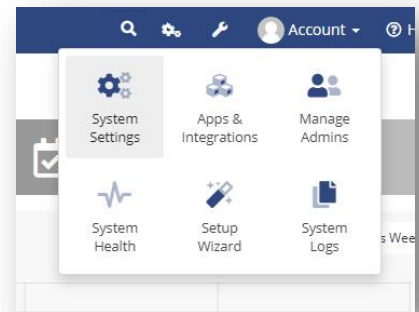 Account
H
System
Settings
Apps &
Integrations
Manage
Admins
System
Health
Setup
Wizard
System
Logs
s Wee